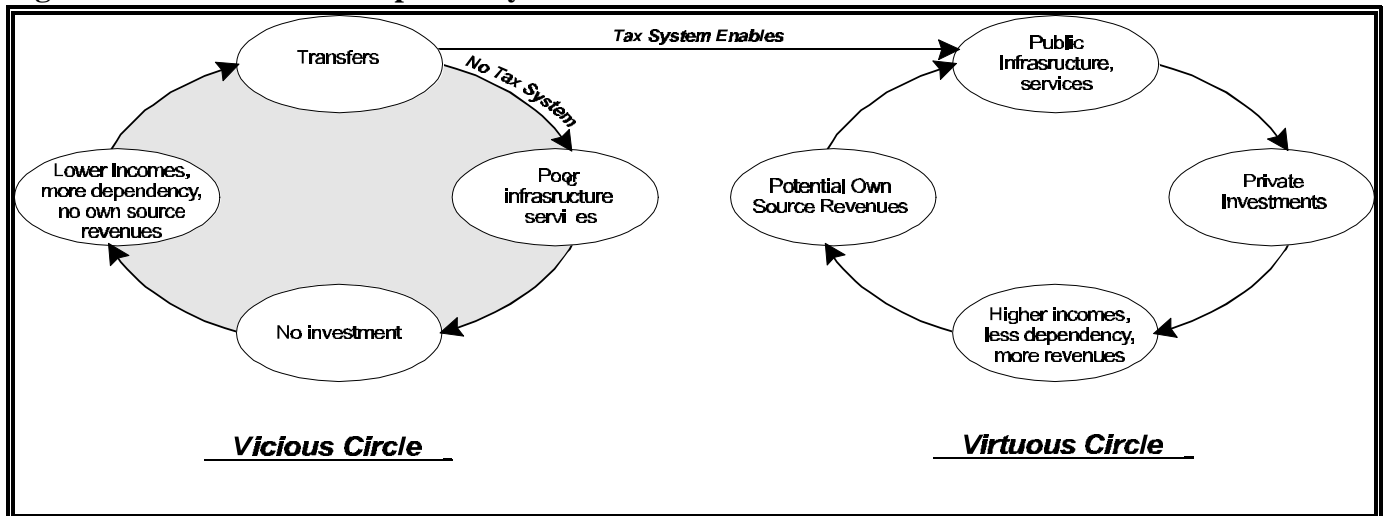 Transfers
Tax System Enables
Public
Infrasructure,
services
No Tax System
Lower Incomes,
more dependency,
no own source
revenues
Poor
infrasructure
servi es
Potential Own
Source Revenues
Private
Investments
No investment
Higher incomes,
less dependency,
more revenues
Vicious Circle
Virtuous Circle